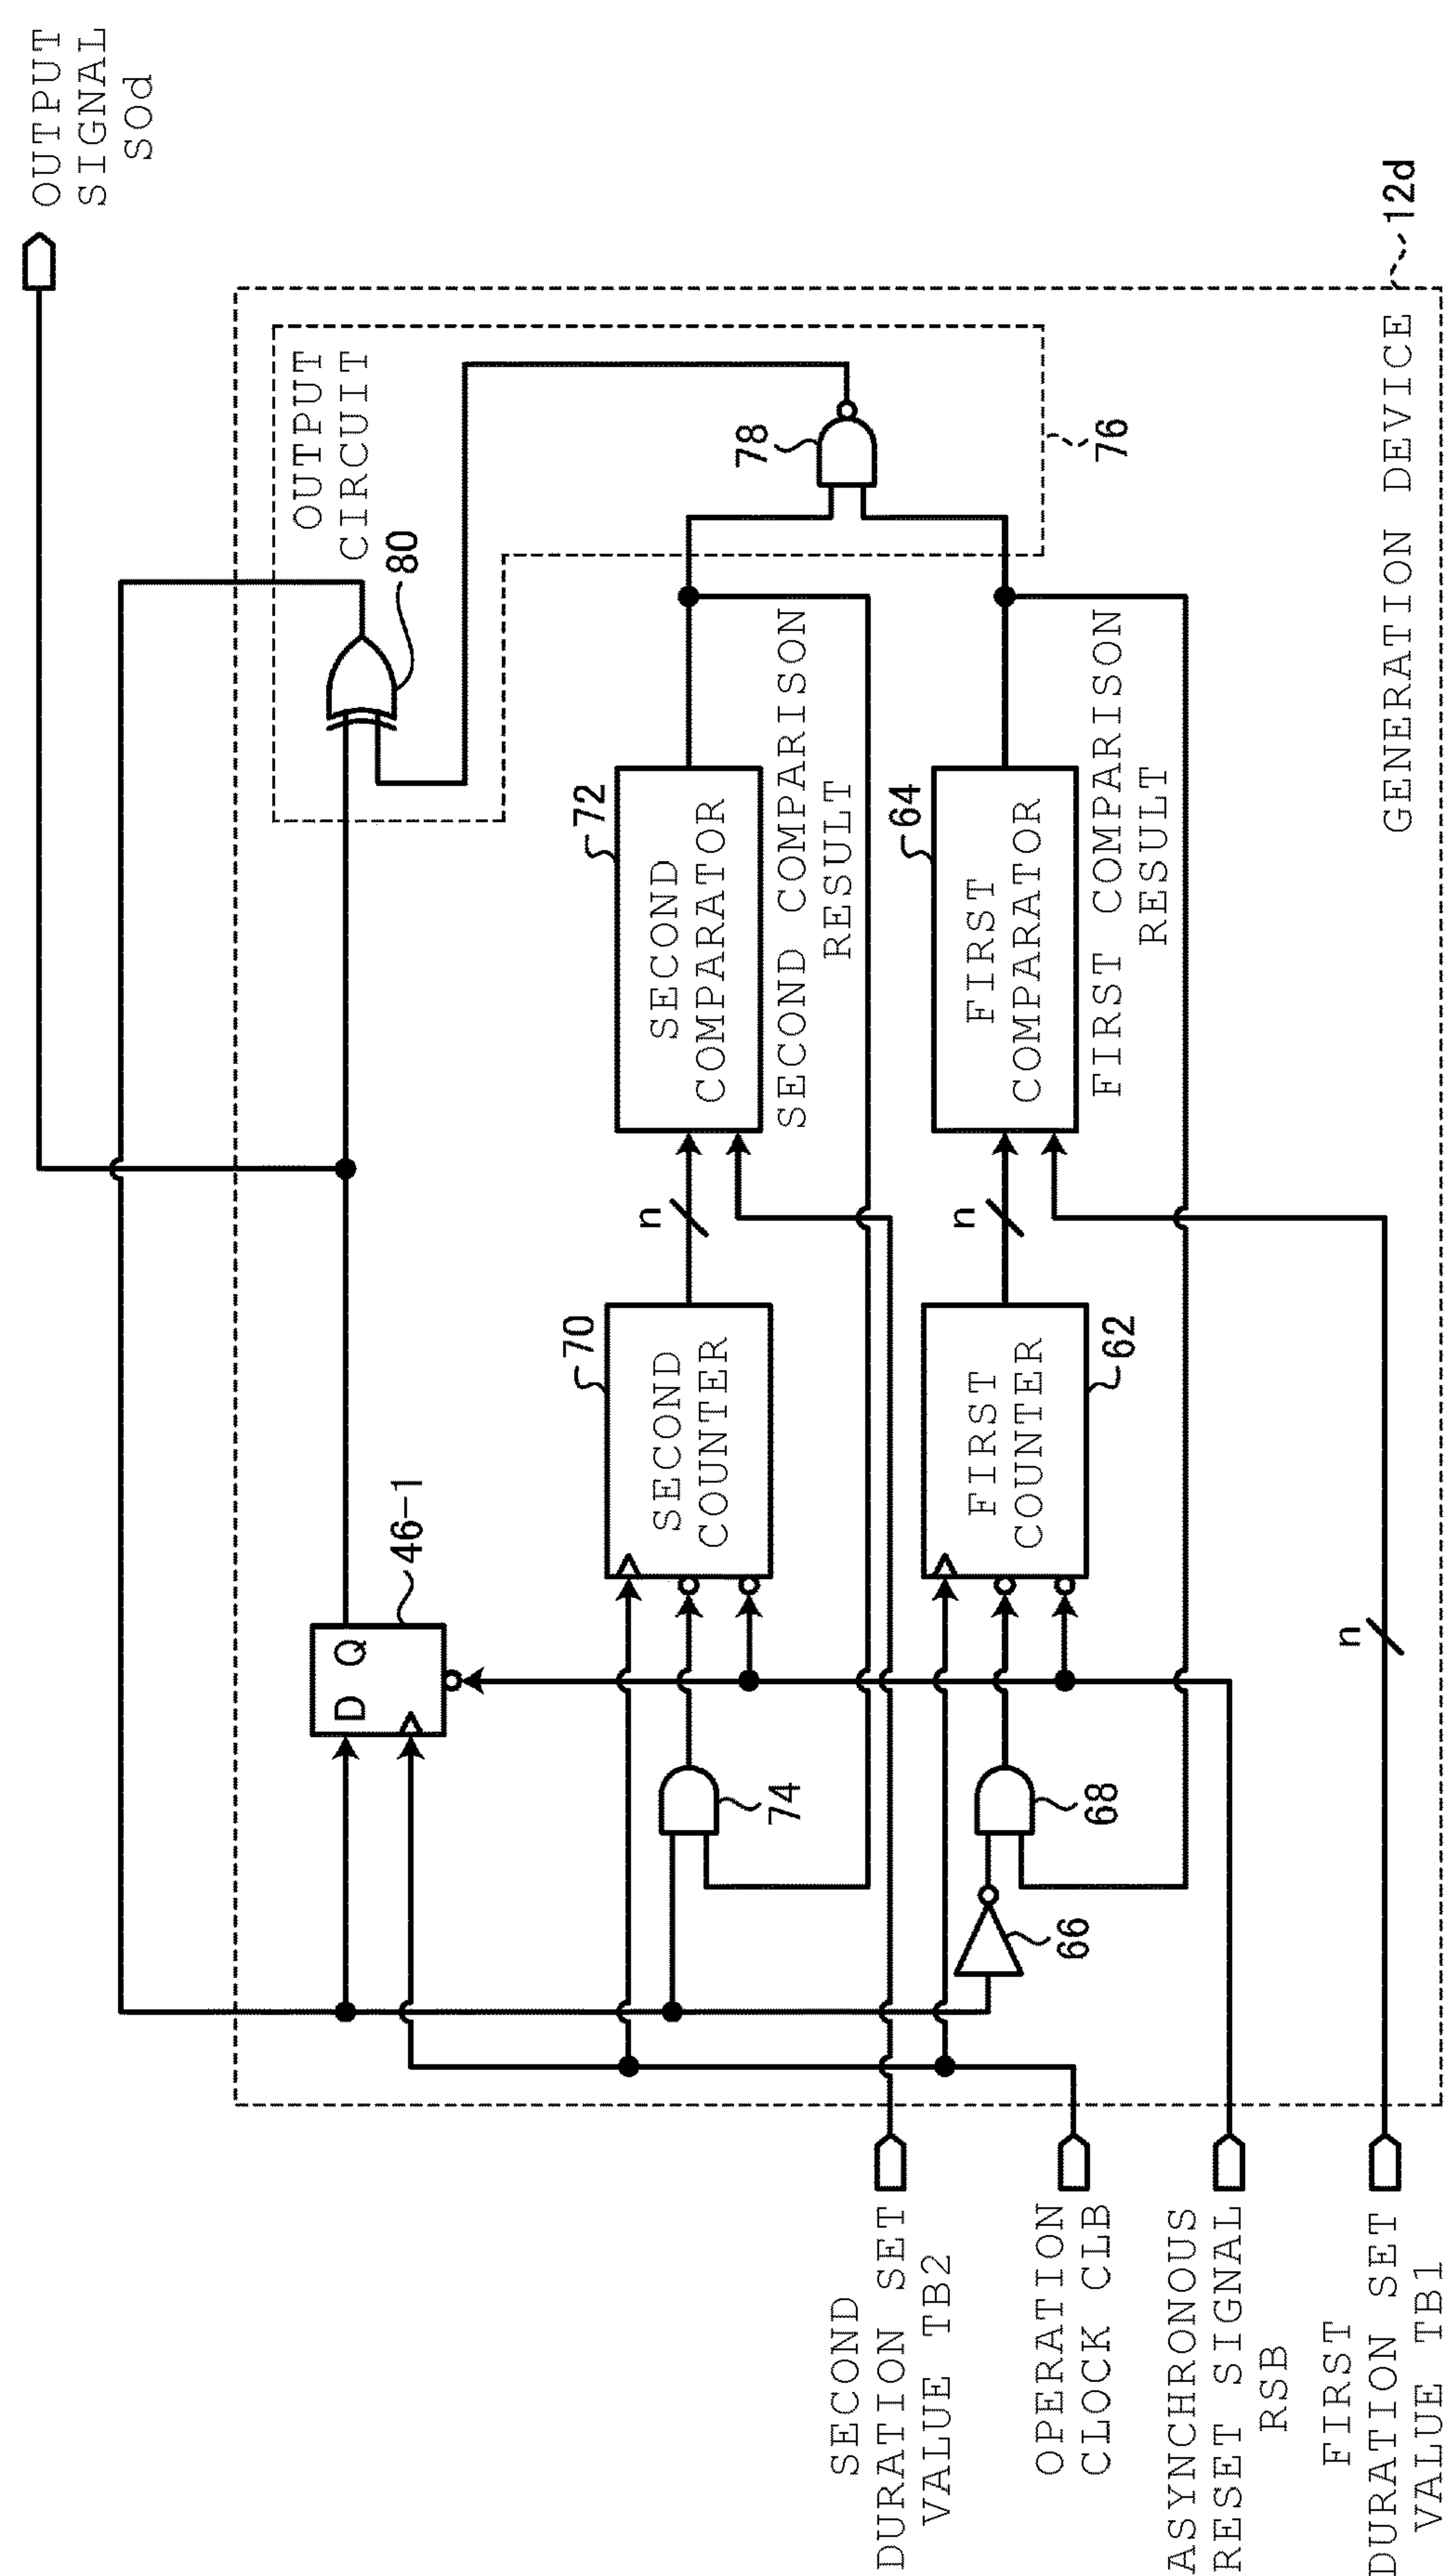 OUTPUT
SIGNAL
SOd
OUTPUT
CIRCUIT
80
78
76
46-1
D Q
70
SECOND
COUNTER
n
72
SECOND
COMPARATOR
SECOND COMPARISON
RESULT
74
62
FIRST
COUNTER
n
64
FIRST
COMPARATOR
FIRST COMPARISON
RESULT
66
68
n
GENERATION DEVICE
12d
SECOND
DURATION SET
VALUE TB2
OPERATION
CLOCK CLB
ASYNCHRONOUS
RESET SIGNAL
RSB
FIRST
DURATION SET
VALUE TB1